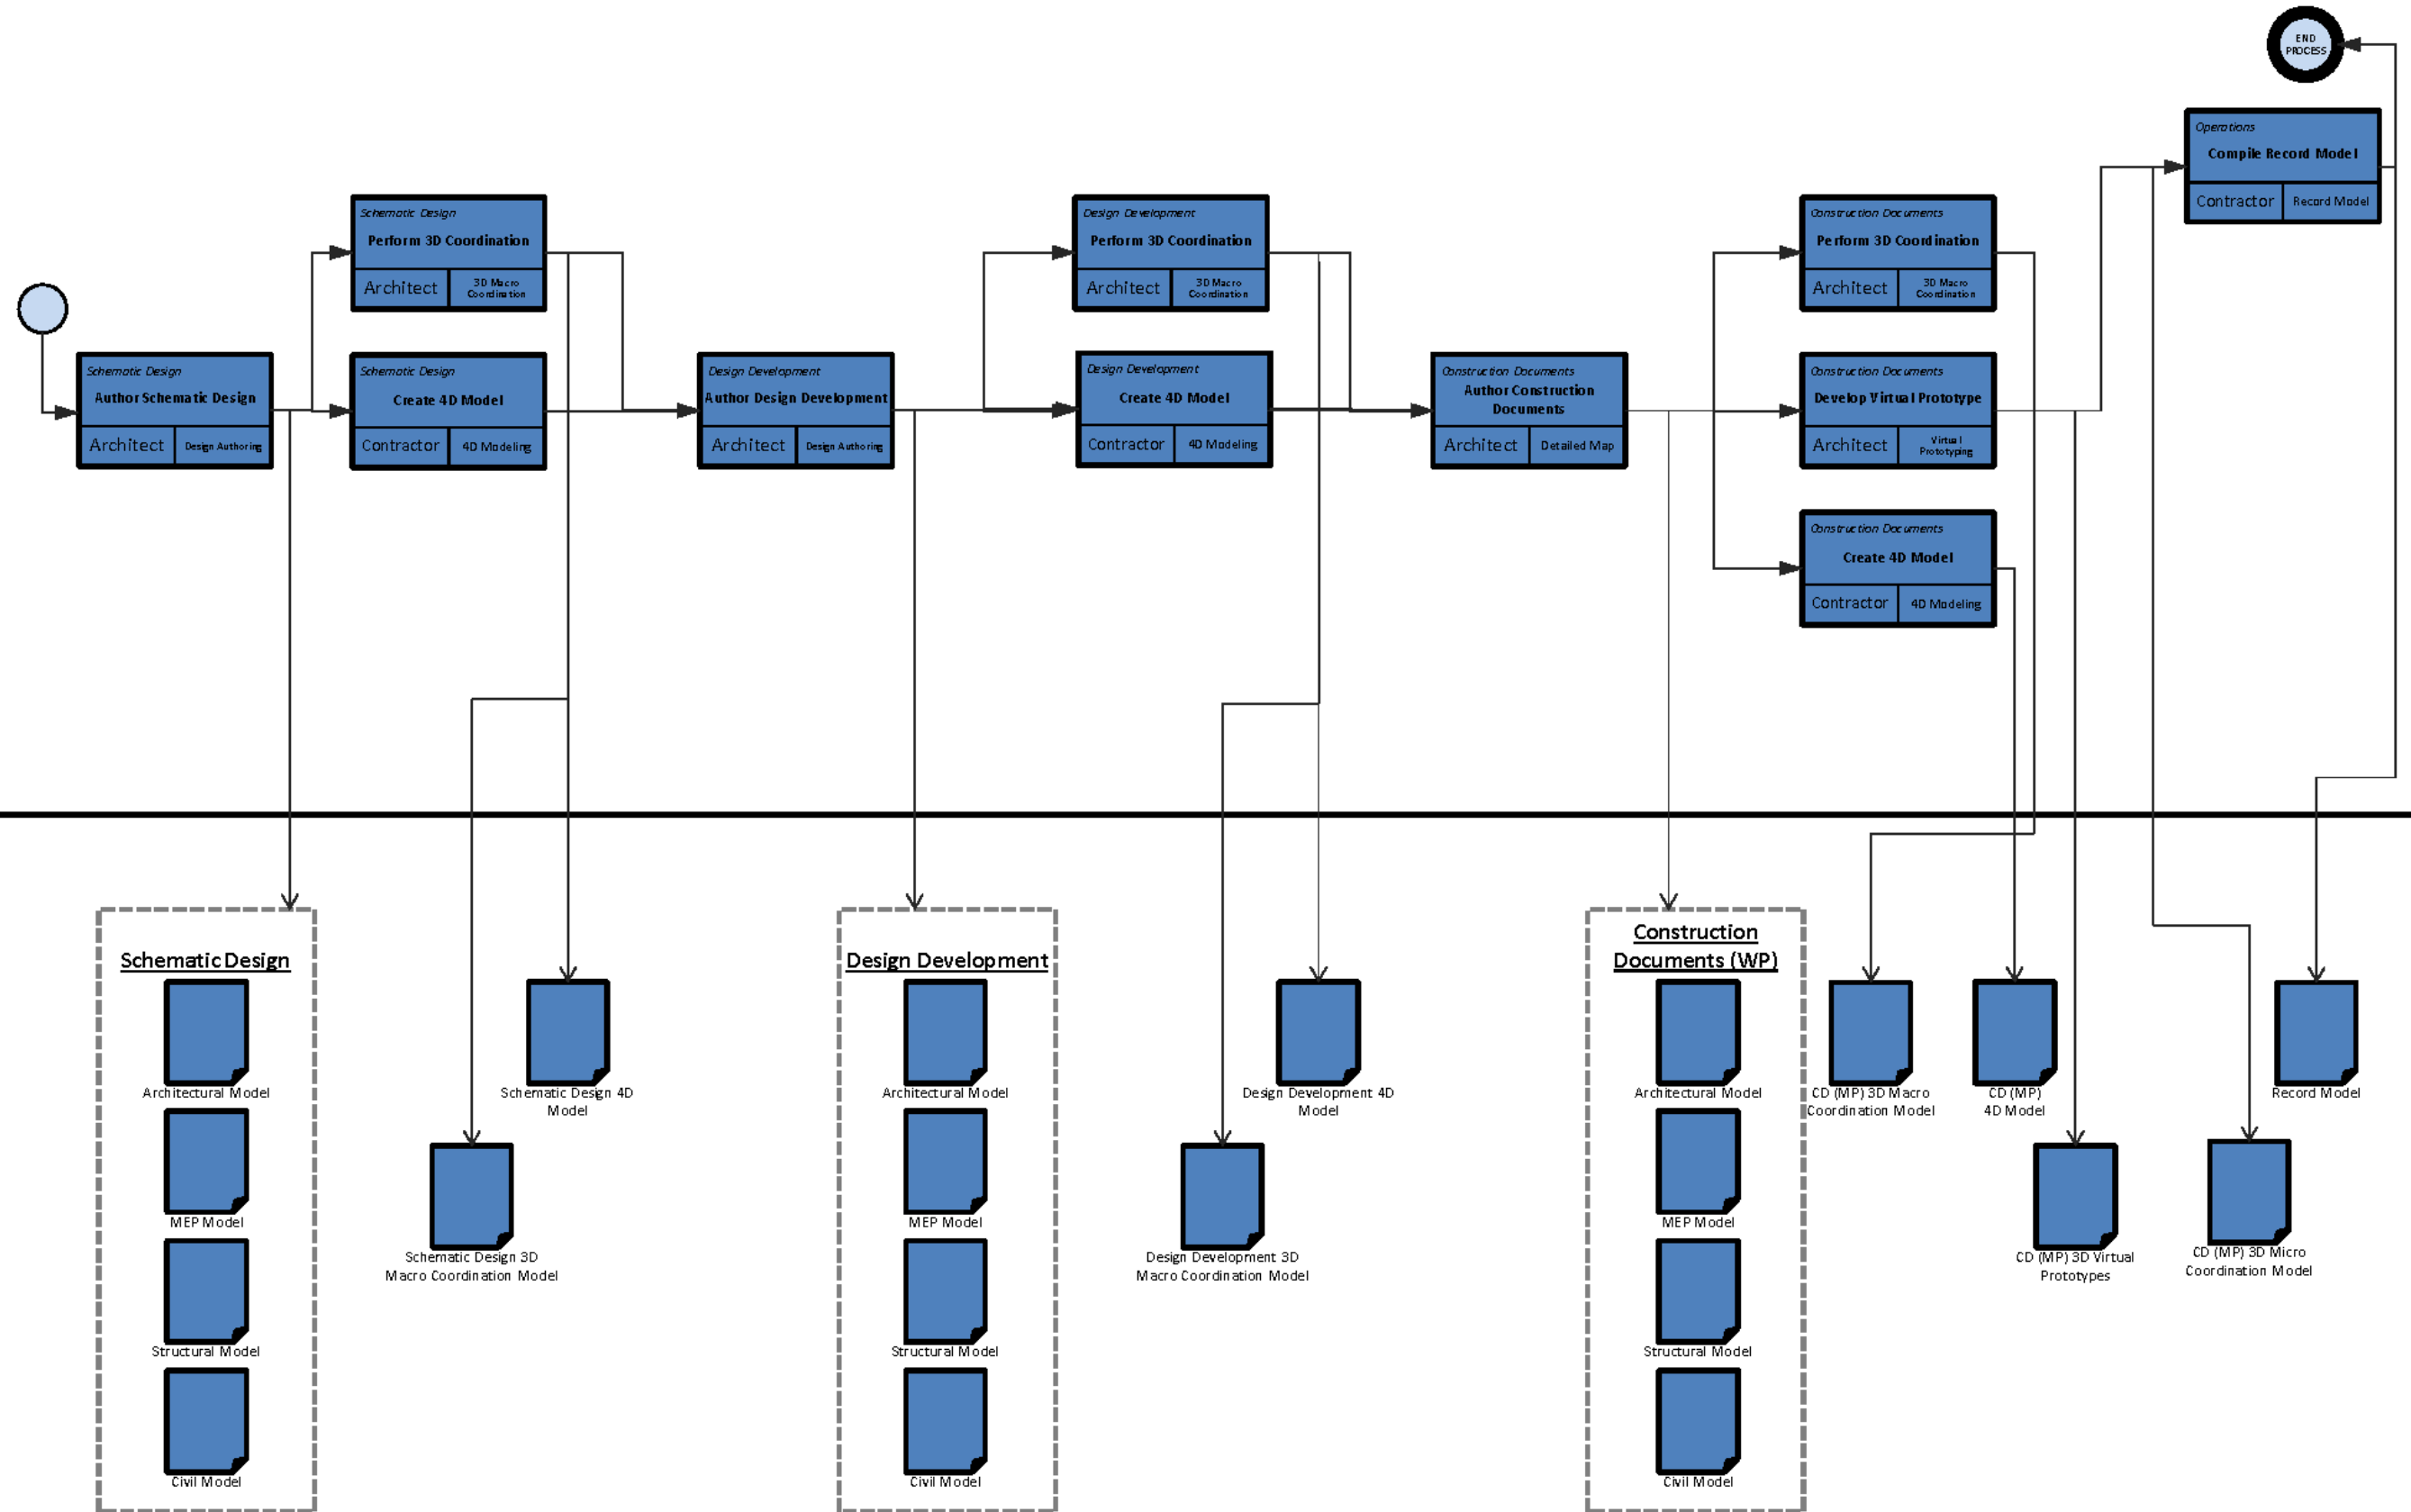 END
PROCESS
Operations
Compile Record Model
Contractor
Record Model
Schematic Design
Perform 3D Coordination
Architect
3D Macro
Coordination
Design Development
Perform 3D Coordination
Architect
3D Macro
Coordination
Construction Documents
Perform 3D Coordination
Architect
3D Macro
Coordination
Schematic Design
Author Schematic Design
Architect
Design Authoring
Schematic Design
Create 4D Model
Contractor
4D Modeling
Design Development
Author Design Development
Architect
Design Authoring
Design Development
Create 4D Model
Contractor
4D Modeling
Construction Documents
Author Construction
Documents
Architect
Detailed Map
Construction Documents
Develop Virtual Prototype
Architect
Virtual
Prototyping
Construction Documents
Create 4D Model
Contractor
4D Modeling
Schematic Design
Architectural Model
MEP Model
Structural Model
Civil Model
Schematic Design 4D
Model
Schematic Design 3D
Macro Coordination Model
Design Development
Architectural Model
MEP Model
Structural Model
Civil Model
Design Development 4D
Model
Design Development 3D
Macro Coordination Model
Construction
Documents (WP)
Architectural Model
MEP Model
Structural Model
Civil Model
CD (MP) 3D Macro
Coordination Model
CD (MP)
4D Model
CD (MP) 3D Virtual
Prototypes
CD (MP) 3D Micro
Coordination Model
Record Model